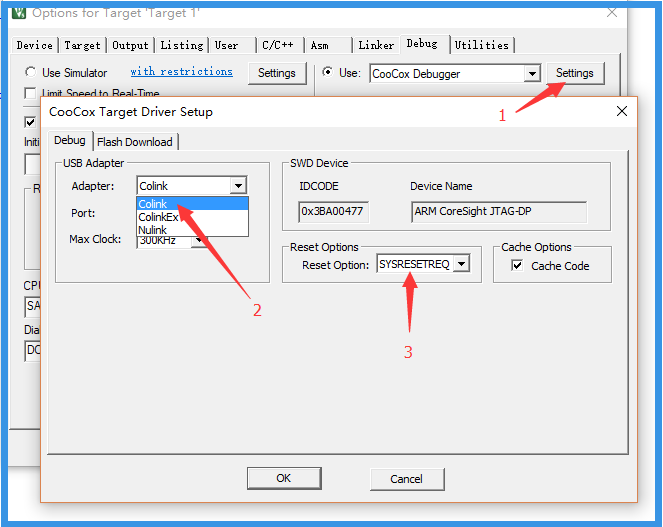 Options for Target 'Target 1'
Device Target Output Listing User C/C++ Asm Linker Debug Utilities
Use Simulator with restrictions Settings Use: CooCox Debugger Settings
Limit Speed to Real-Time
1
CooCox Target Driver Setup
Debug Flash Download
USB Adapter
Adapter: Colink
Colink
ColinkEx
Nulink
Port:
Max Clock: 300KHz
2
SWD Device
IDCODE Device Name
0x3BA00477 ARM CoreSight JTAG-DP
Reset Options
Reset Option: SYSRESETREQ
3
Cache Options
Cache Code
Initi
R
CPU
SA
Dia
DC
OK Cancel